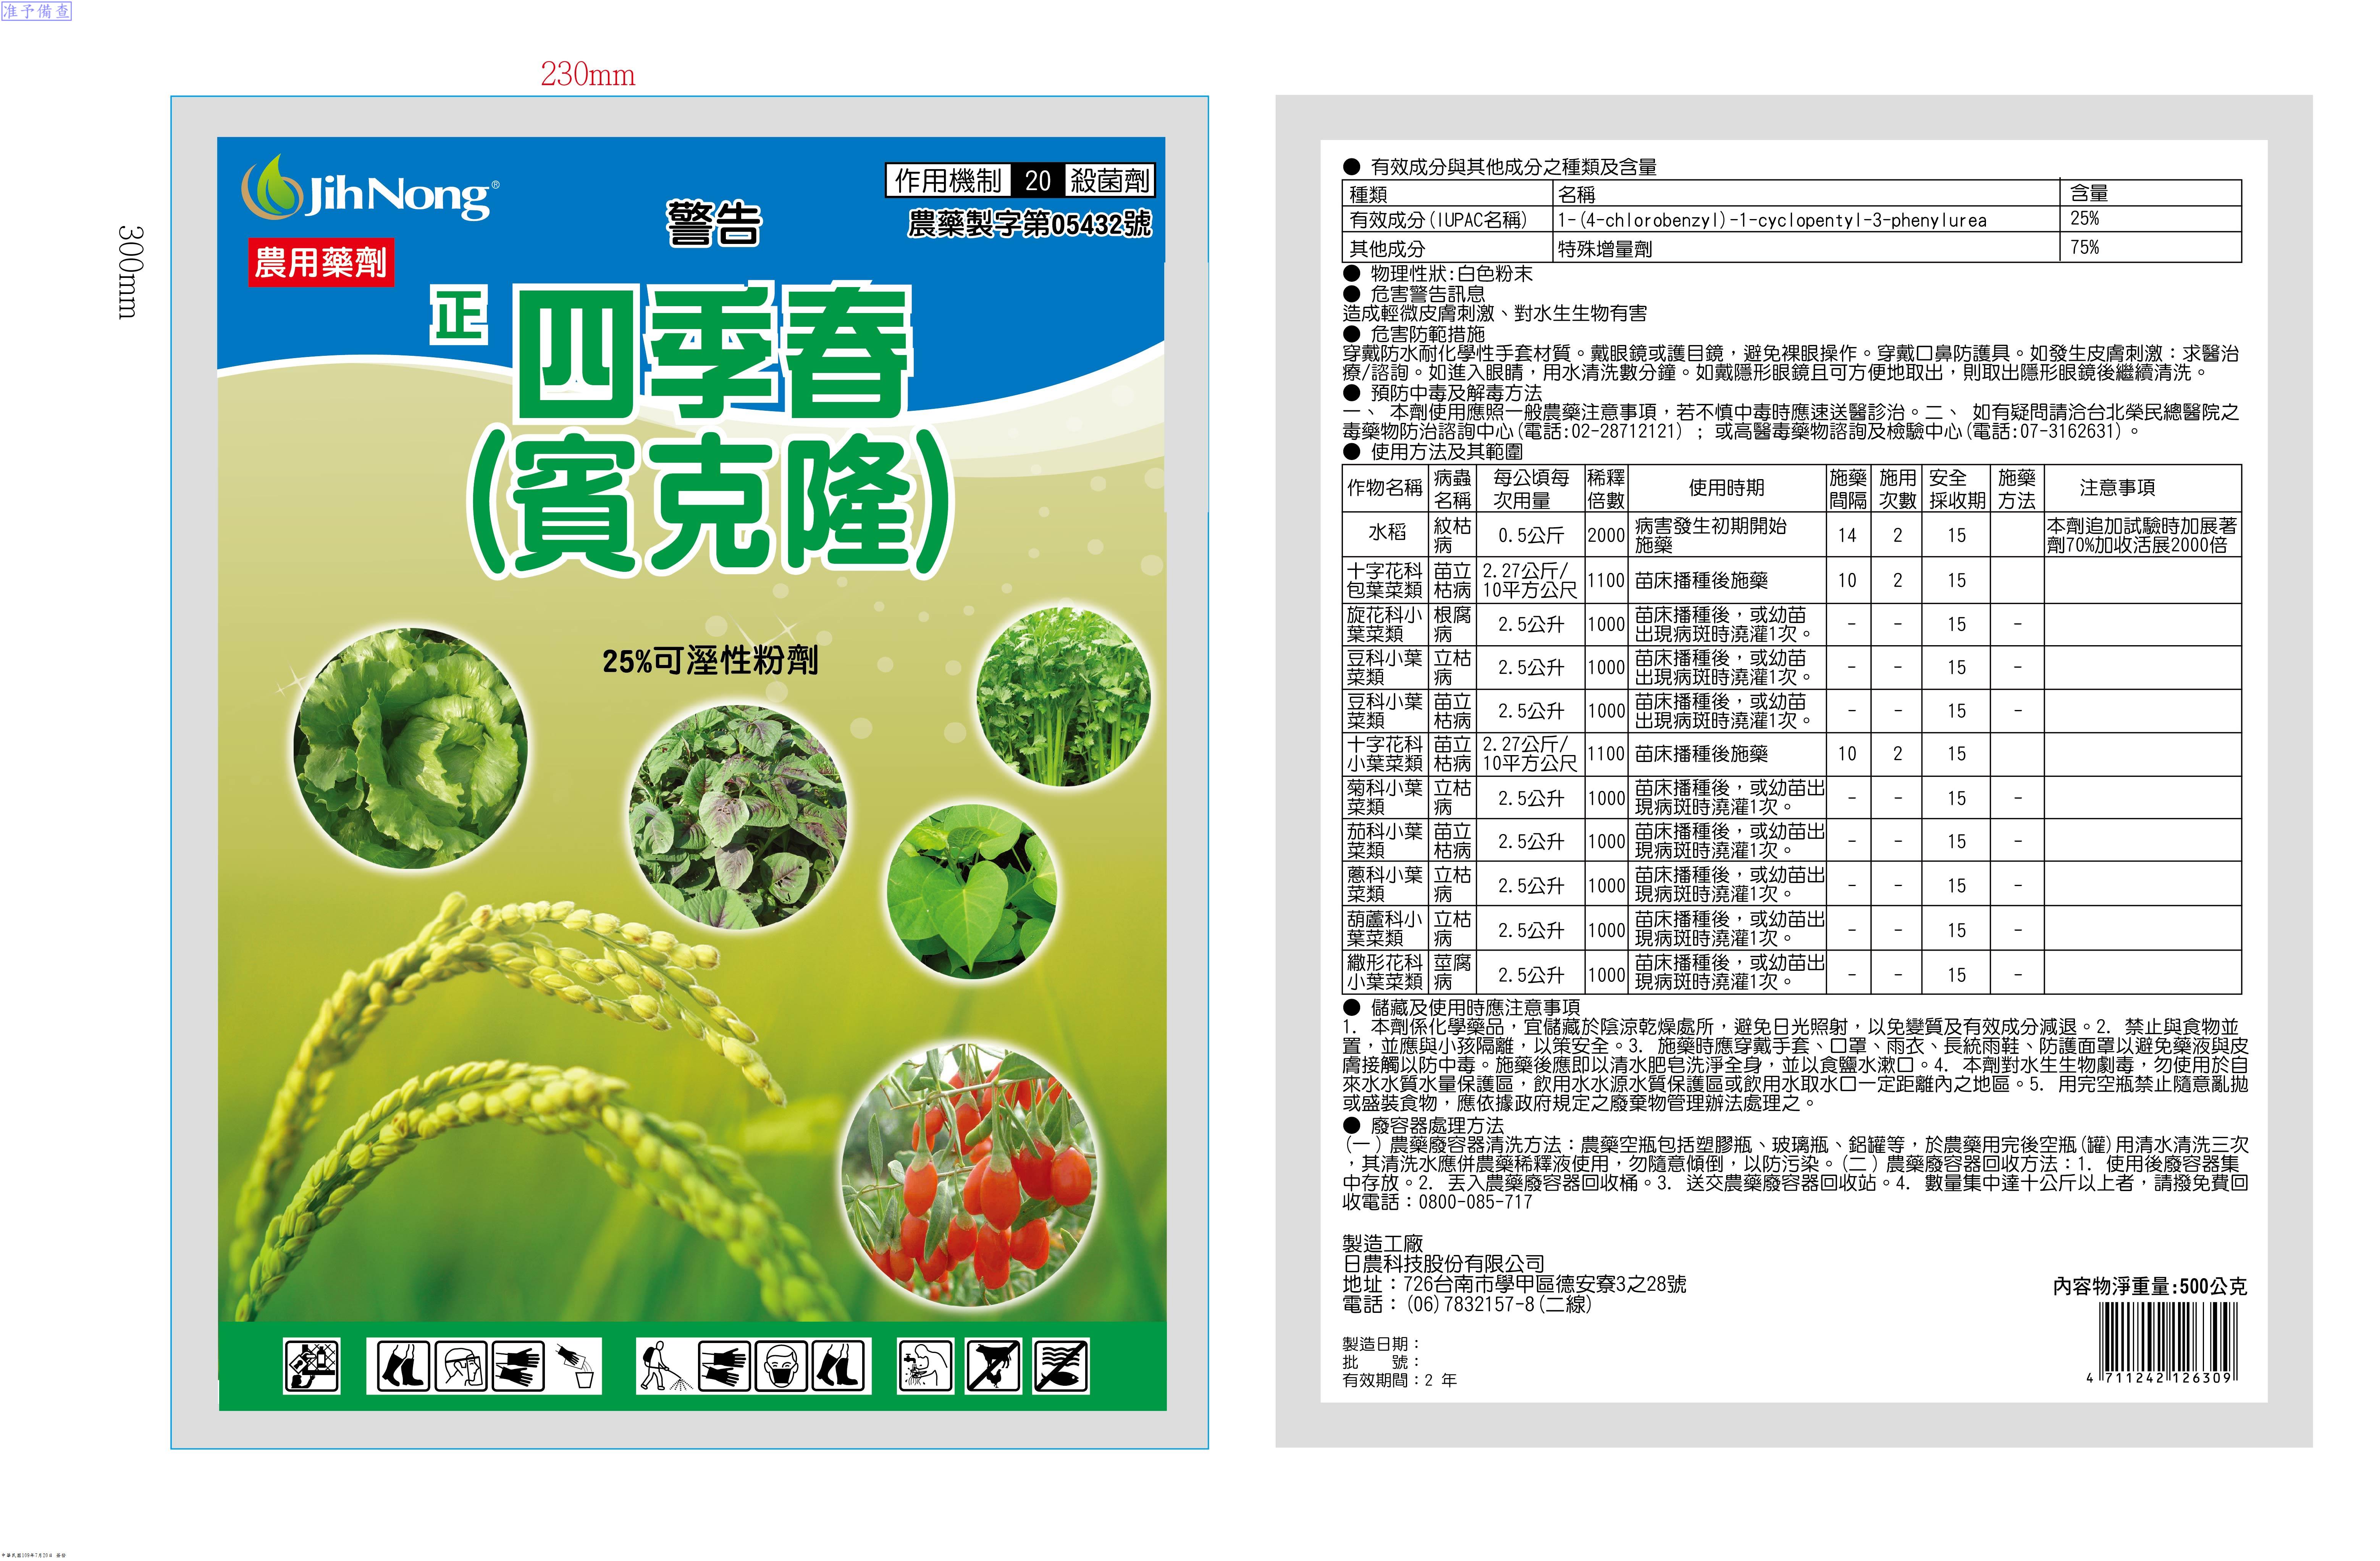 准予備查
230mm
300mm
JihNong®
農用藥劑
警告
作用機制 20 殺菌劑
農藥製字第05432號
正
四季春
(賓克隆)
25%可溼性粉劑
● 有效成分與其他成分之種類及含量
種類 名稱 含量
有效成分(IUPAC名稱) 1-(4-chlorobenzyl)-1-cyclopentyl-3-phenylurea 25%
其他成分 特殊增量劑 75%
● 物理性狀:白色粉末
● 危害警告訊息
造成輕微皮膚刺激、對水生生物有害
● 危害防範措施
穿戴防水耐化學性手套材質。戴眼鏡或護目鏡，避免裸眼操作。穿戴口鼻防護具。如發生皮膚刺激：求醫治
療/諮詢。如進入眼睛，用水清洗數分鐘。如戴隱形眼鏡且可方便地取出，則取出隱形眼鏡後繼續清洗。
● 預防中毒及解毒方法
一、 本劑使用應照一般農藥注意事項，若不慎中毒時應速送醫診治。二、 如有疑問請洽台北榮民總醫院之
毒藥物防治諮詢中心(電話:02-28712121) ; 或高醫毒藥物諮詢及檢驗中心(電話:07-3162631)。
● 使用方法及其範圍
作物名稱 病蟲名稱 每公頃每次用量 稀釋倍數 使用時期 施藥間隔 施用次數 安全採收期 施藥方法 注意事項
水稻 紋枯病 0.5公斤 2000 病害發生初期開始施藥 14 2 15 本劑追加試驗時加展著劑70%加收活展2000倍
十字花科包葉菜類 苗立枯病 2.27公斤/10平方公尺 1100 苗床播種後施藥 10 2 15
旋花科小葉菜類 根腐病 2.5公升 1000 苗床播種後，或幼苗出現病斑時澆灌1次。 - - 15 -
豆科小葉菜類 立枯病 2.5公升 1000 苗床播種後，或幼苗出現病斑時澆灌1次。 - - 15 -
豆科小葉菜類 苗立枯病 2.5公升 1000 苗床播種後，或幼苗出現病斑時澆灌1次。 - - 15 -
十字花科小葉菜類 苗立枯病 2.27公斤/10平方公尺 1100 苗床播種後施藥 10 2 15
菊科小葉菜類 立枯病 2.5公升 1000 苗床播種後，或幼苗出現病斑時澆灌1次。 - - 15 -
茄科小葉菜類 苗立枯病 2.5公升 1000 苗床播種後，或幼苗出現病斑時澆灌1次。 - - 15 -
蔥科小葉菜類 立枯病 2.5公升 1000 苗床播種後，或幼苗出現病斑時澆灌1次。 - - 15 -
葫蘆科小葉菜類 立枯病 2.5公升 1000 苗床播種後，或幼苗出現病斑時澆灌1次。 - - 15 -
繖形花科小葉菜類 莖腐病 2.5公升 1000 苗床播種後，或幼苗出現病斑時澆灌1次。 - - 15 -
● 儲藏及使用時應注意事項
1. 本劑係化學藥品，宜儲藏於陰涼乾燥處所，避免日光照射，以免變質及有效成分減退。2. 禁止與食物並
置，並應與小孩隔離，以策安全。3. 施藥時應穿戴手套、口罩、雨衣、長統雨鞋、防護面罩以避免藥液與皮
膚接觸以防中毒。施藥後應即以清水肥皂洗淨全身，並以食鹽水漱口。4. 本劑對水生生物劇毒，勿使用於自
來水水質水量保護區，飲用水水源水質保護區或飲用水取水口一定距離內之地區。5. 用完空瓶禁止隨意亂拋
或盛裝食物，應依據政府規定之廢棄物管理辦法處理之。
● 廢容器處理方法
(一)農藥廢容器清洗方法：農藥空瓶包括塑膠瓶、玻璃瓶、鋁罐等，於農藥用完後空瓶(罐)用清水清洗三次
，其清洗水應併農藥稀釋液使用，勿隨意傾倒，以防污染。(二)農藥廢容器回收方法：1. 使用後廢容器集
中存放。2. 丟入農藥廢容器回收桶。3. 送交農藥廢容器回收站。4. 數量集中達十公斤以上者，請撥免費回
收電話：0800-085-717
製造工廠
日農科技股份有限公司
地址：726台南市學甲區德安寮3之28號
電話：(06)7832157-8(二線)
內容物淨重量:500公克
製造日期：
批 號：
有效期間：2 年
4 711242 126309